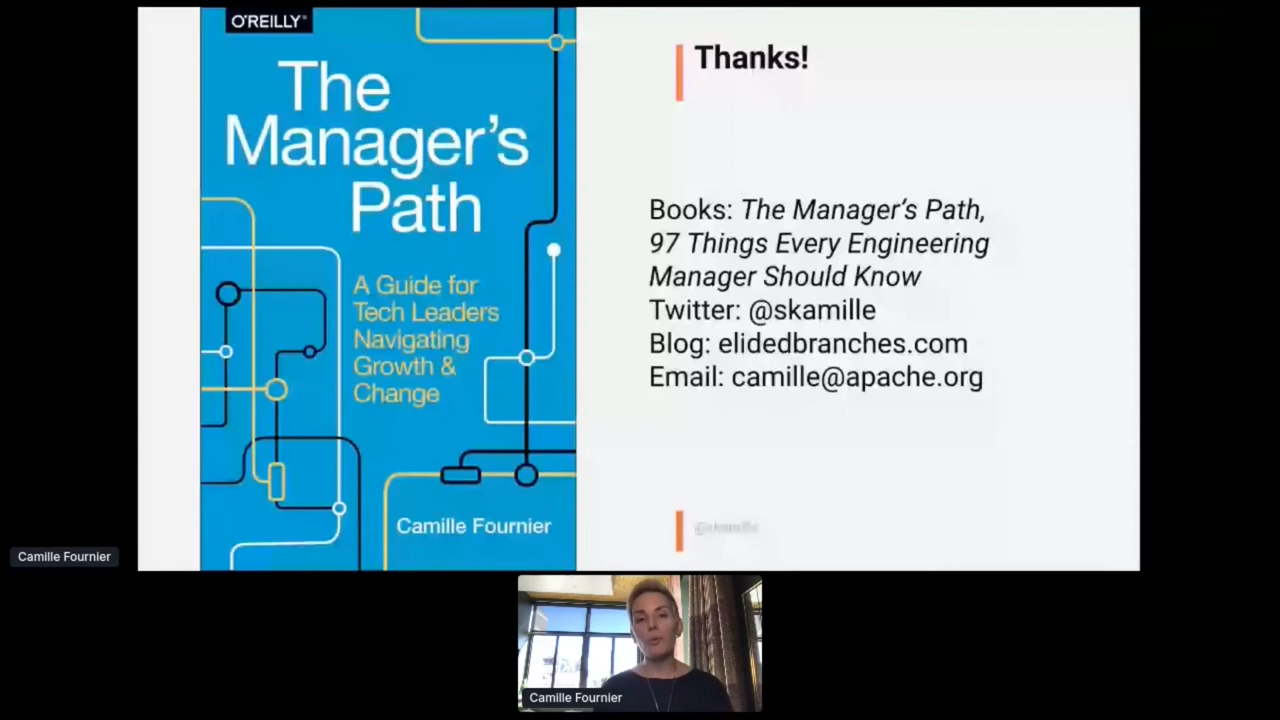 O'REILLY®
The
Manager's
Path
A Guide for
Tech Leaders
Navigating
Growth &
Change
Camille Fournier
Thanks!
Books: The Manager's Path,
97 Things Every Engineering
Manager Should Know
Twitter: @skamille
Blog: elidedbranches.com
Email: camille@apache.org
@skamille
Camille Fournier
Camille Fournier